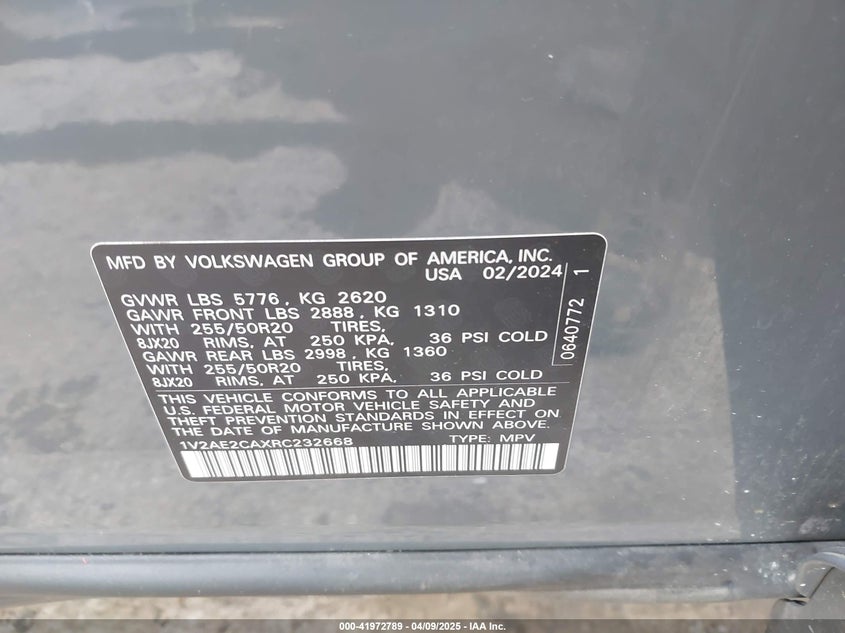 MFD BY VOLKSWAGEN GROUP OF AMERICA, INC.
USA 02/2024
GVWR LBS 5776, KG 2620
GAWR FRONT LBS 2888, KG 1310
WITH 255/50R20 TIRES,
8JX20 RIMS, AT 250 KPA, 36 PSI COLD
GAWR REAR LBS 2998, KG 1360
WITH 255/50R20 TIRES,
8JX20 RIMS, AT 250 KPA, 36 PSI COLD
0640772 1
THIS VEHICLE CONFORMS TO ALL APPLICABLE
U.S. FEDERAL MOTOR VEHICLE SAFETY AND
THEFT PREVENTION STANDARDS IN EFFECT ON
THE DATE OF MANUFACTURE SHOWN ABOVE.
1V2AE2CAXRC232668 TYPE: MPV
000-41972789 - 04/09/2025 - IAA Inc.